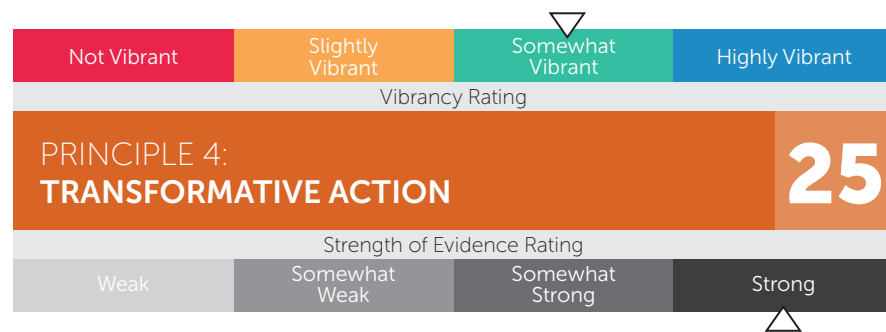 Not Vibrant
Slightly
Vibrant
Somewhat
Vibrant
Highly Vibrant
Vibrancy Rating
PRINCIPLE 4:
TRANSFORMATIVE ACTION
25
Strength of Evidence Rating
Weak
Somewhat
Weak
Somewhat
Strong
Strong